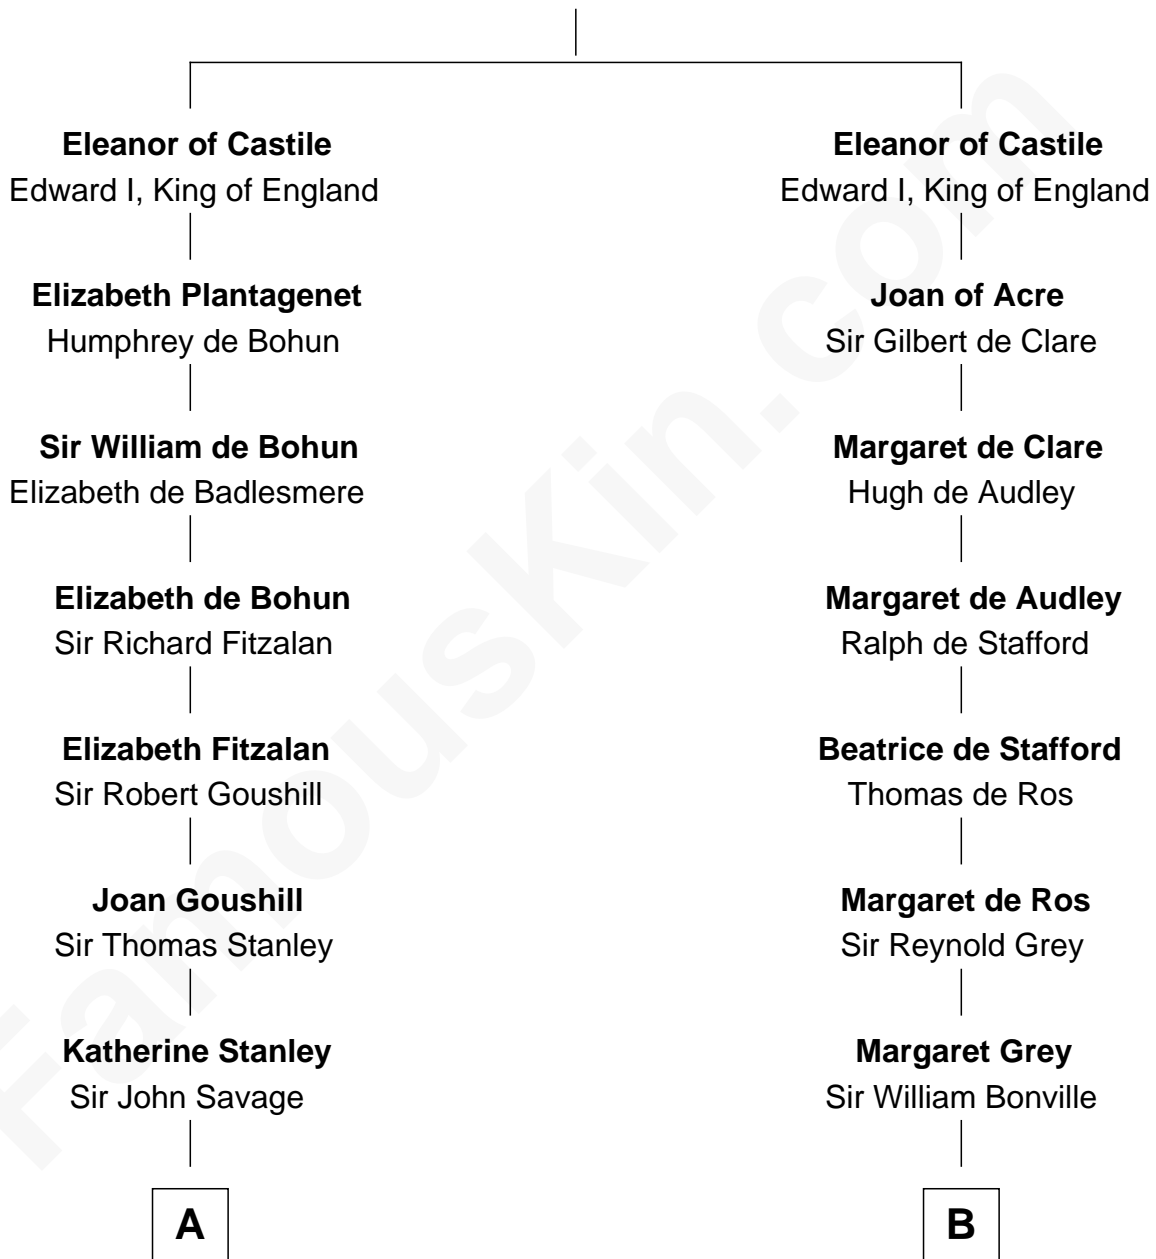 Eleanor of Castile
Edward I, King of England
Elizabeth Plantagenet
Humphrey de Bohun
Sir William de Bohun
Elizabeth de Badlesmere
Elizabeth de Bohun
Sir Richard Fitzalan
Elizabeth Fitzalan
Sir Robert Goushill
Joan Goushill
Sir Thomas Stanley
Katherine Stanley
Sir John Savage
A
Eleanor of Castile
Edward I, King of England
Joan of Acre
Sir Gilbert de Clare
Margaret de Clare
Hugh de Audley
Margaret de Audley
Ralph de Stafford
Beatrice de Stafford
Thomas de Ros
Margaret de Ros
Sir Reynold Grey
Margaret Grey
Sir William Bonville
B
FamousKin.com